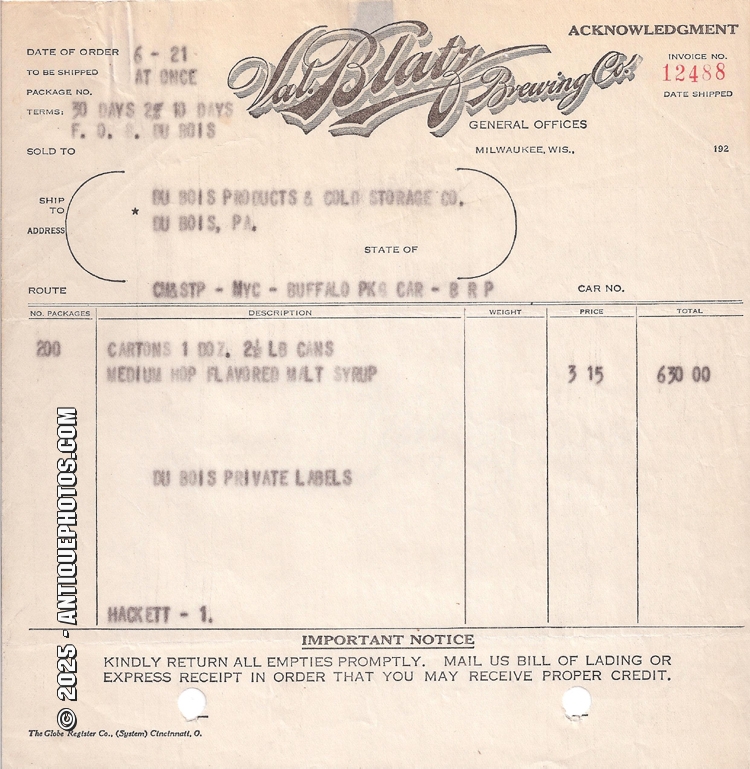 ACKNOWLEDGMENT
DATE OF ORDER 6 - 21
TO BE SHIPPED AT ONCE
PACKAGE NO.
TERMS: 30 DAYS 2% 10 DAYS
F. O. B. DU BOIS
Val. Blatz Brewing Co.
INVOICE NO.
12488
DATE SHIPPED
GENERAL OFFICES
SOLD TO
MILWAUKEE, WIS., 192
SHIP TO ADDRESS
* DU BOIS PRODUCTS & COLD STORAGE CO.
DU BOIS, PA.
STATE OF
ROUTE CM&STP - NYC - BUFFALO PKG CAR - B R P CAR NO.
NO. PACKAGES DESCRIPTION WEIGHT PRICE TOTAL
200 CARTONS 1 DOZ. 2½ LB CANS
MEDIUM HOP FLAVORED MALT SYRUP 3 15 630 00
DU BOIS PRIVATE LABELS
HACKETT - 1.
IMPORTANT NOTICE
KINDLY RETURN ALL EMPTIES PROMPTLY. MAIL US BILL OF LADING OR
EXPRESS RECEIPT IN ORDER THAT YOU MAY RECEIVE PROPER CREDIT.
The Globe Register Co., (System) Cincinnati, O.
© 2025 - ANTIQUEPHOTOS.COM